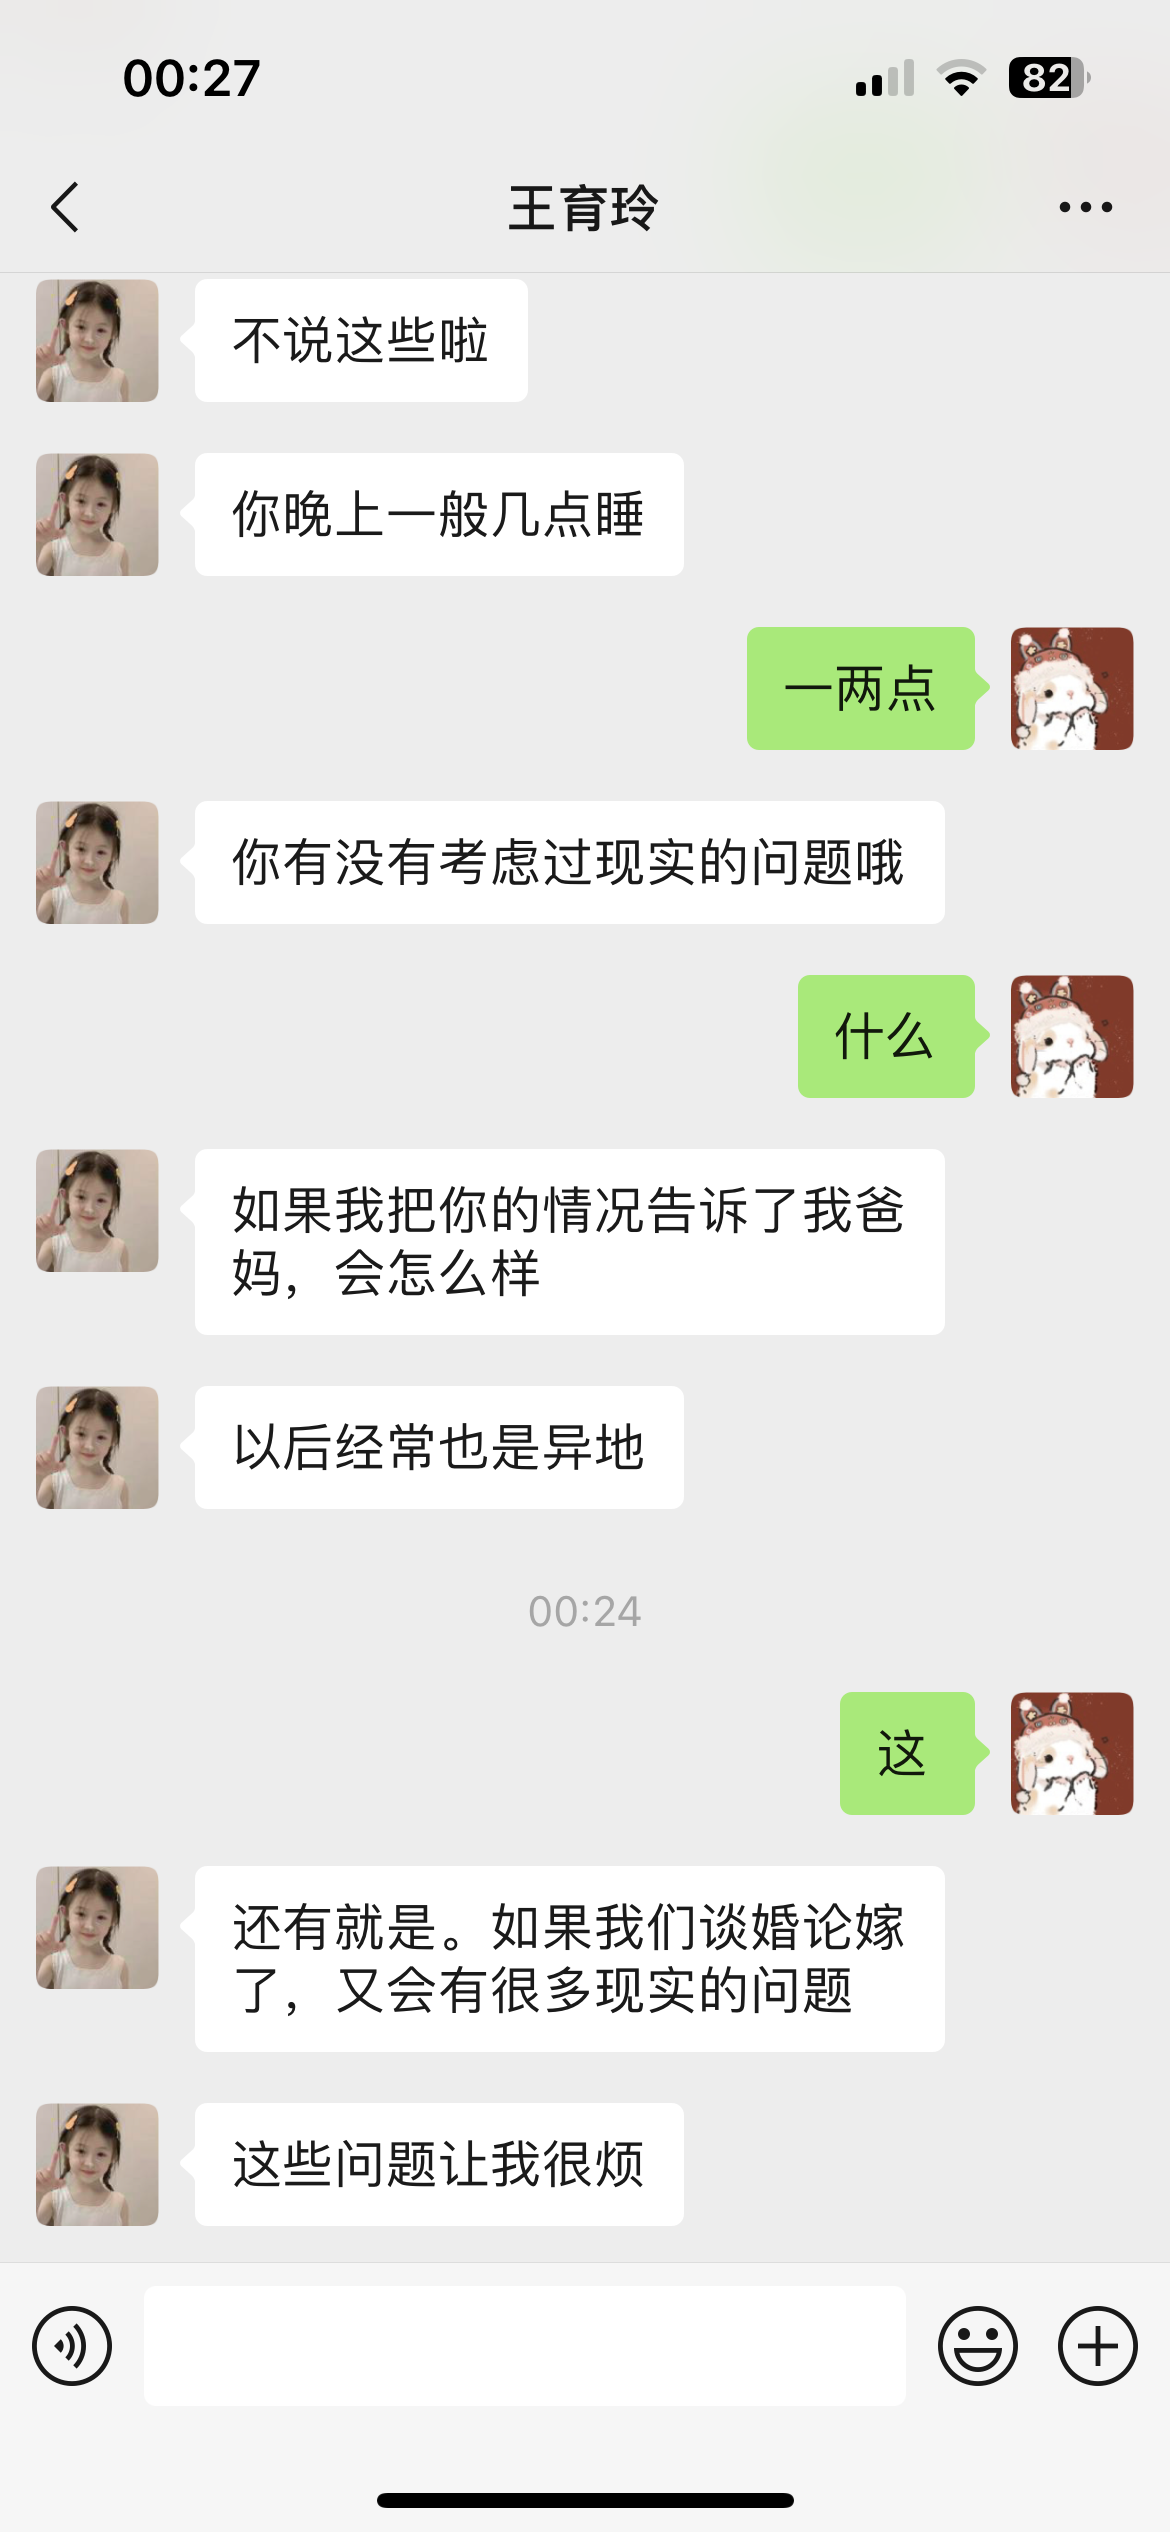 00:27
82
王育玲
不说这些啦
你晚上一般几点睡
一两点
你有没有考虑过现实的问题哦
什么
如果我把你的情况告诉了我爸
妈，会怎么样
以后经常也是异地
00:24
这
还有就是。如果我们谈婚论嫁
了，又会有很多现实的问题
这些问题让我很烦